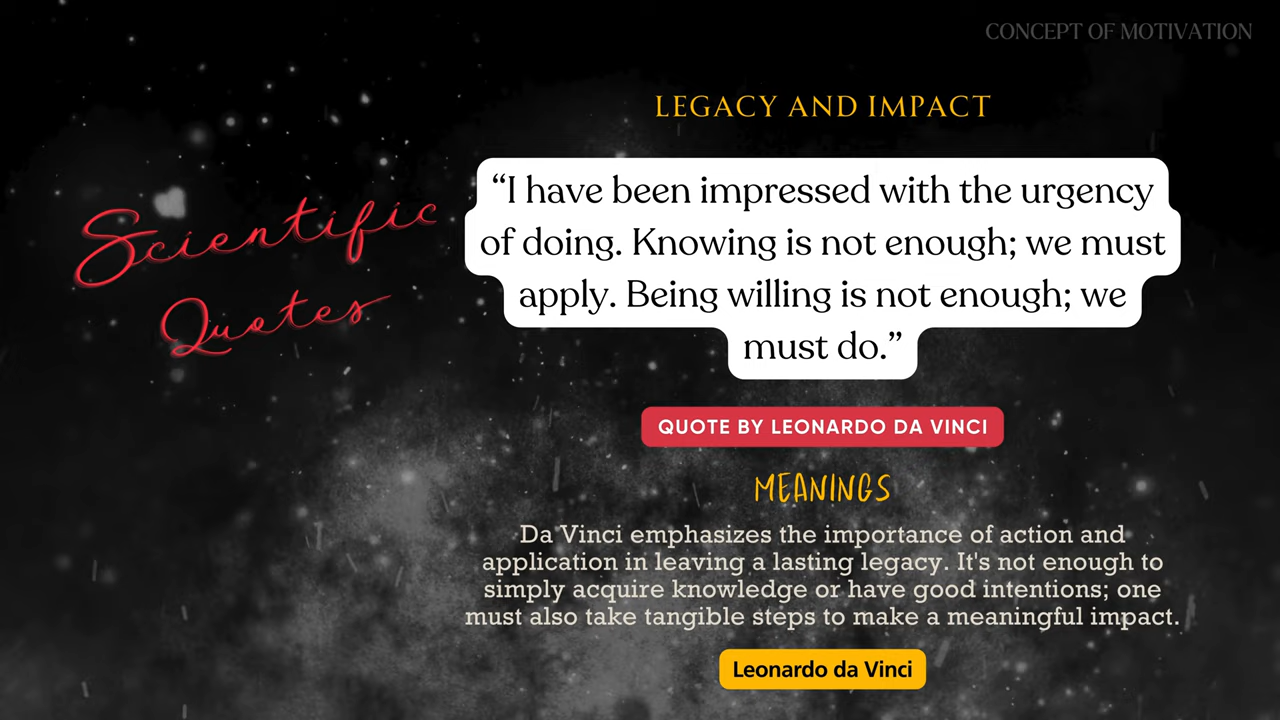 CONCEPT OF MOTIVATION
LEGACY AND IMPACT
Scientific
Quotes
“I have been impressed with the urgency
of doing. Knowing is not enough; we must
apply. Being willing is not enough; we
must do.”
QUOTE BY LEONARDO DA VINCI
MEANINGS
Da Vinci emphasizes the importance of action and
application in leaving a lasting legacy. It's not enough to
simply acquire knowledge or have good intentions; one
must also take tangible steps to make a meaningful impact.
Leonardo da Vinci